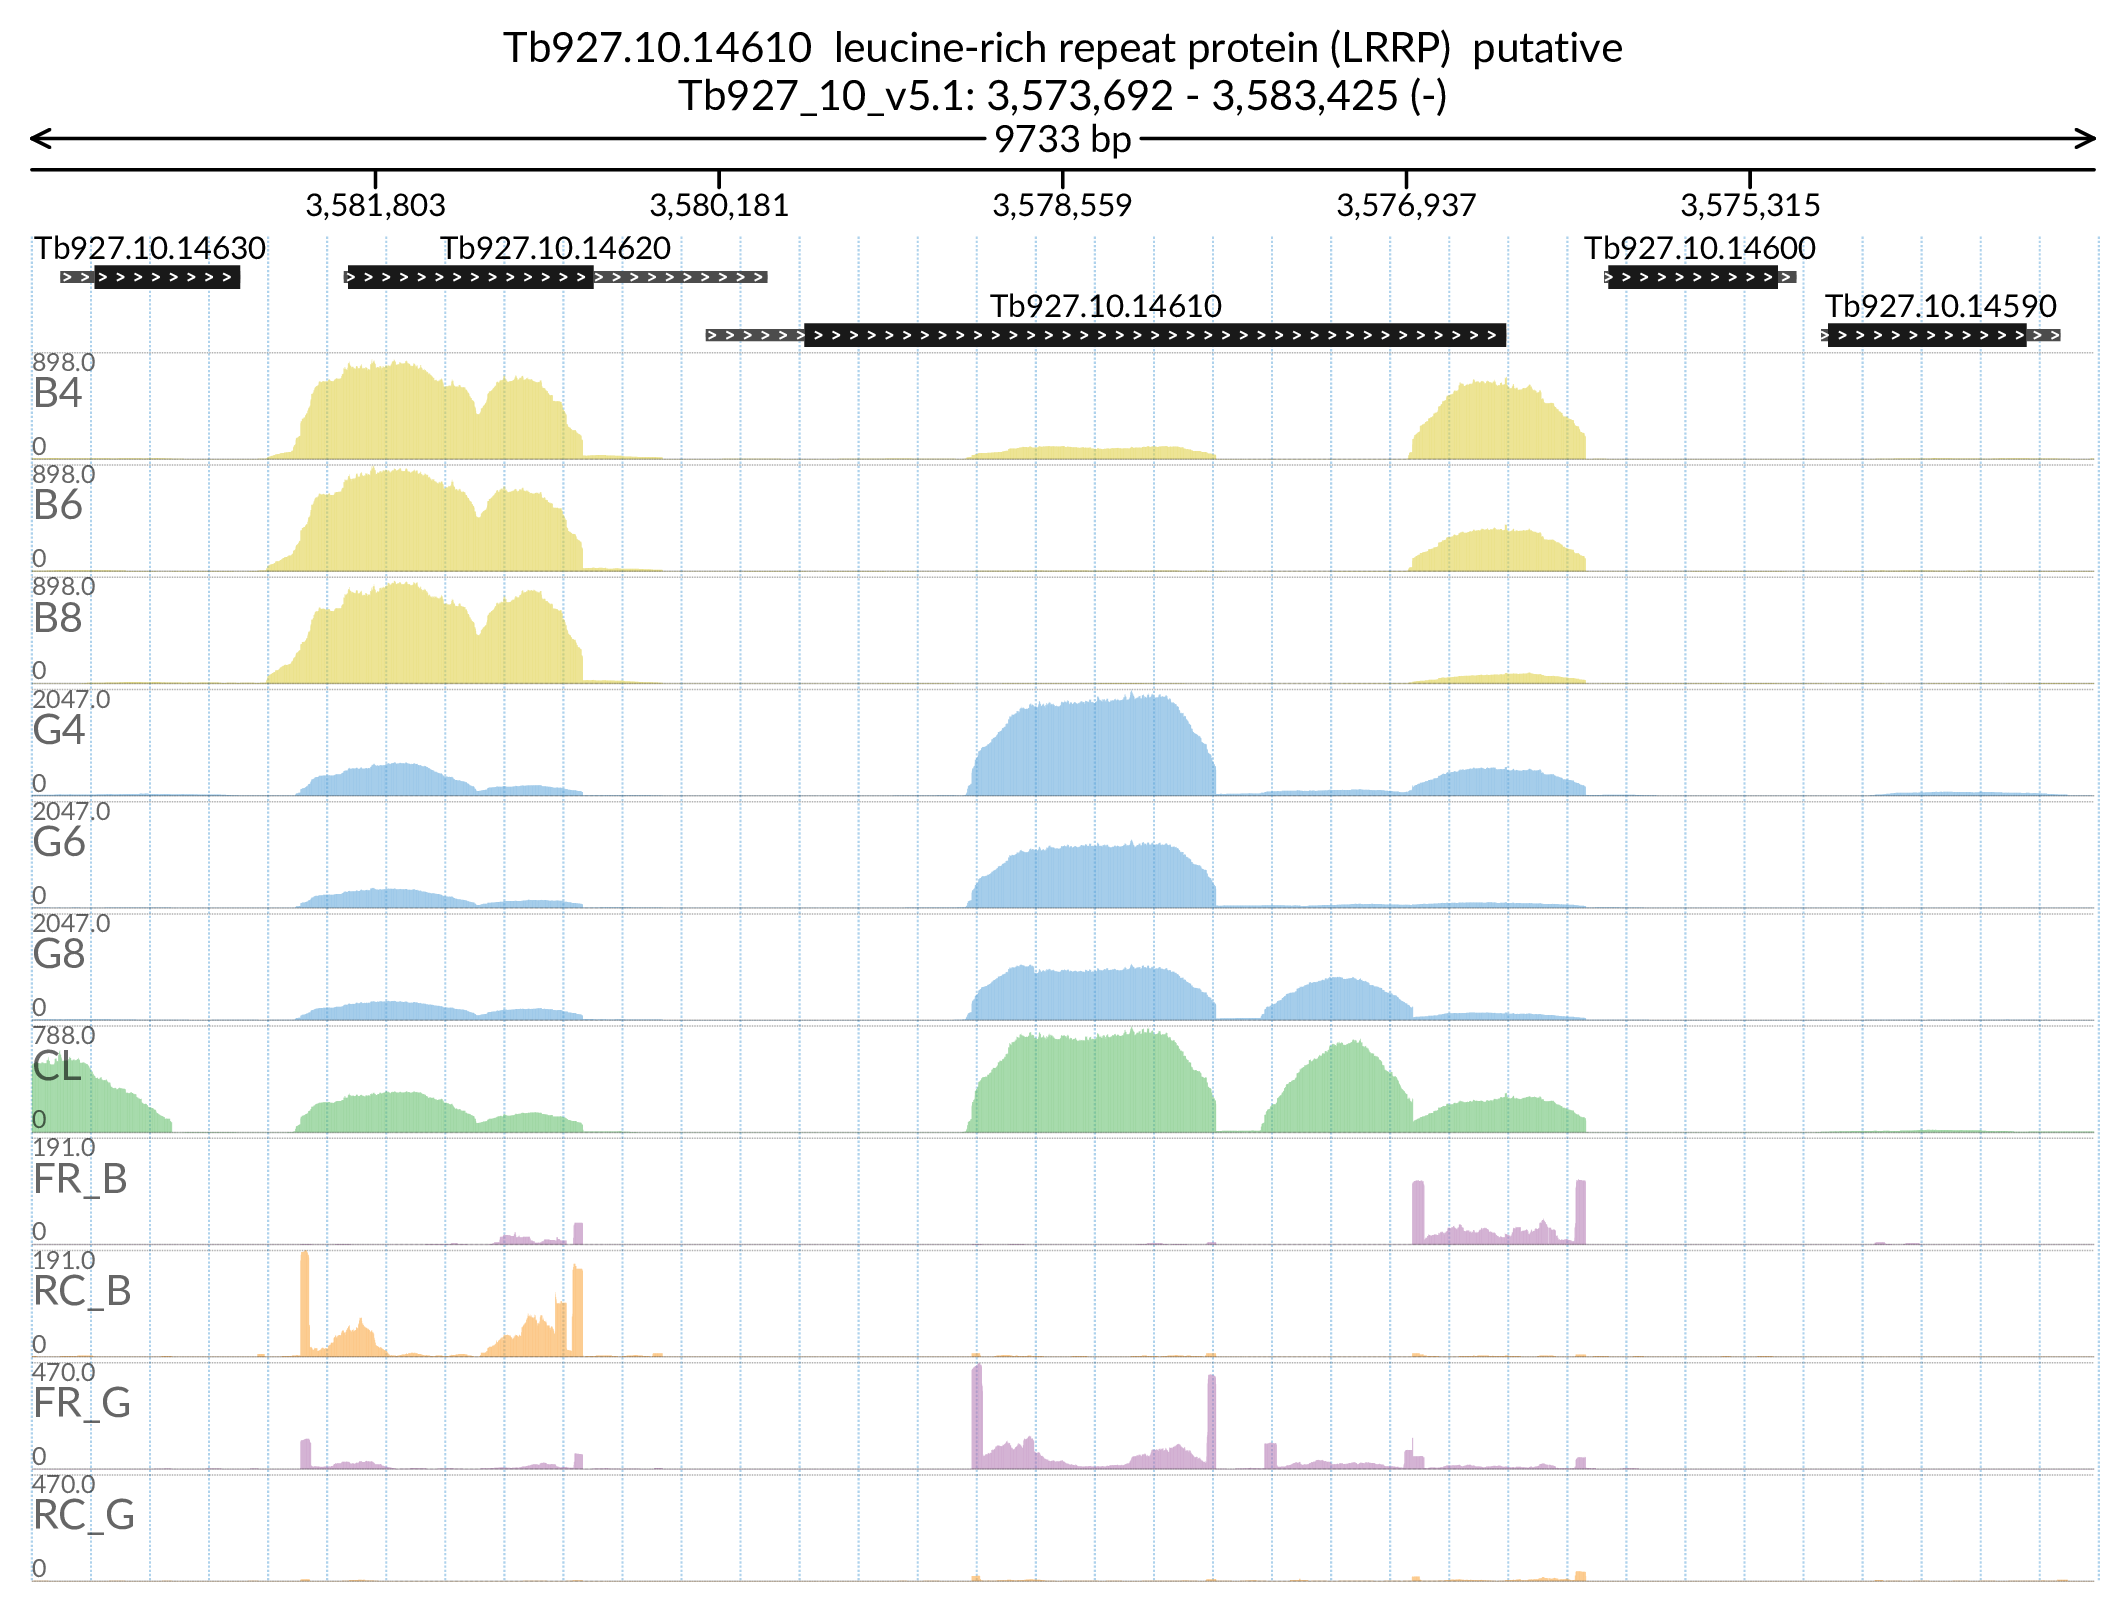 Tb927.10.14610  leucine-rich repeat protein (LRRP)  putative
Tb927_10_v5.1: 3,573,692 - 3,583,425 (-)
9733 bp
3,581,803 3,580,181 3,578,559 3,576,937 3,575,315
Tb927.10.14630 Tb927.10.14620 Tb927.10.14600
Tb927.10.14610 Tb927.10.14590
898.0
B4
0
898.0
B6
0
898.0
B8
0
2047.0
G4
0
2047.0
G6
0
2047.0
G8
0
788.0
CL
0
191.0
FR_B
0
191.0
RC_B
0
470.0
FR_G
0
470.0
RC_G
0